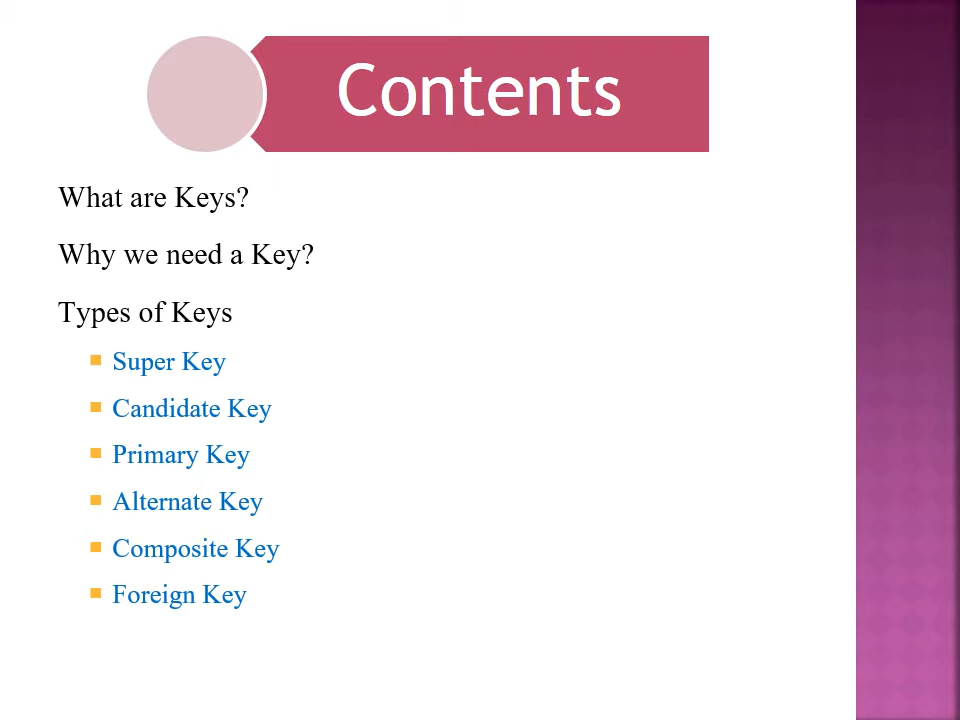 Contents
What are Keys?
Why we need a Key?
Types of Keys
Super Key
Candidate Key
Primary Key
Alternate Key
Composite Key
Foreign Key